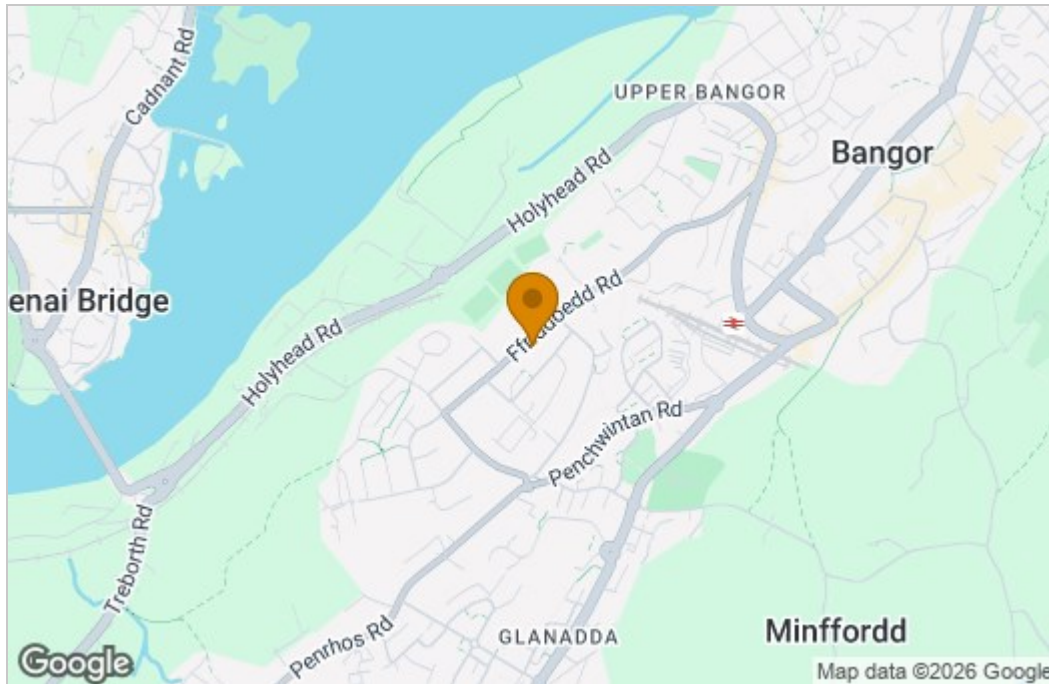 Cadnant Rd
UPPER BANGOR
Bangor
Holyhead Rd
enai Bridge
Holyhead Rd
Rd
Penchwintan Rd
Treborth Rd
Penrhos Rd
GLANADDA
Minffordd
Google
Map data ©2026 Google